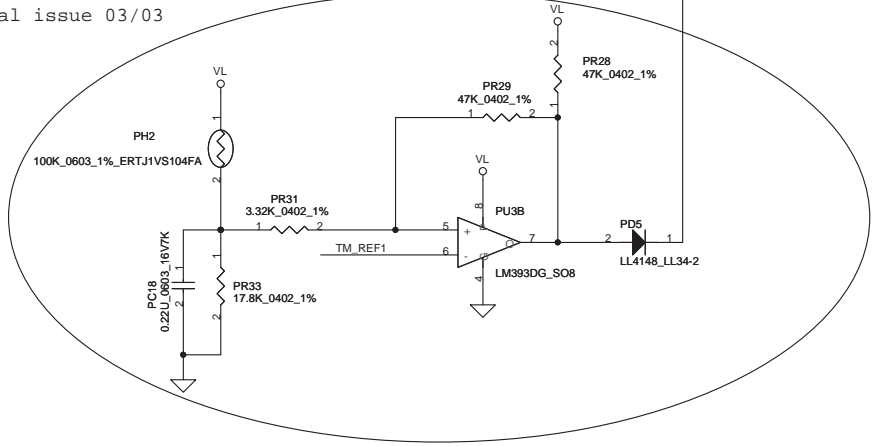 al issue 03/03
VL
2
PR28
47K_0402_1%
1
VL
PR29
47K_0402_1%
1 2
1
PH2
100K_0603_1%_ERTJ1VS104FA
2
VL
8
PU3B
PR31
3.32K_0402_1%
1 2
5
+
P
O
7
PD5
2 1
LL4148_LL34-2
TM_REF1
6
-
G
4
LM393DG_SO8
PC18
0.22U_0603_16V7K
1
2
1
PR33
17.8K_0402_1%
2